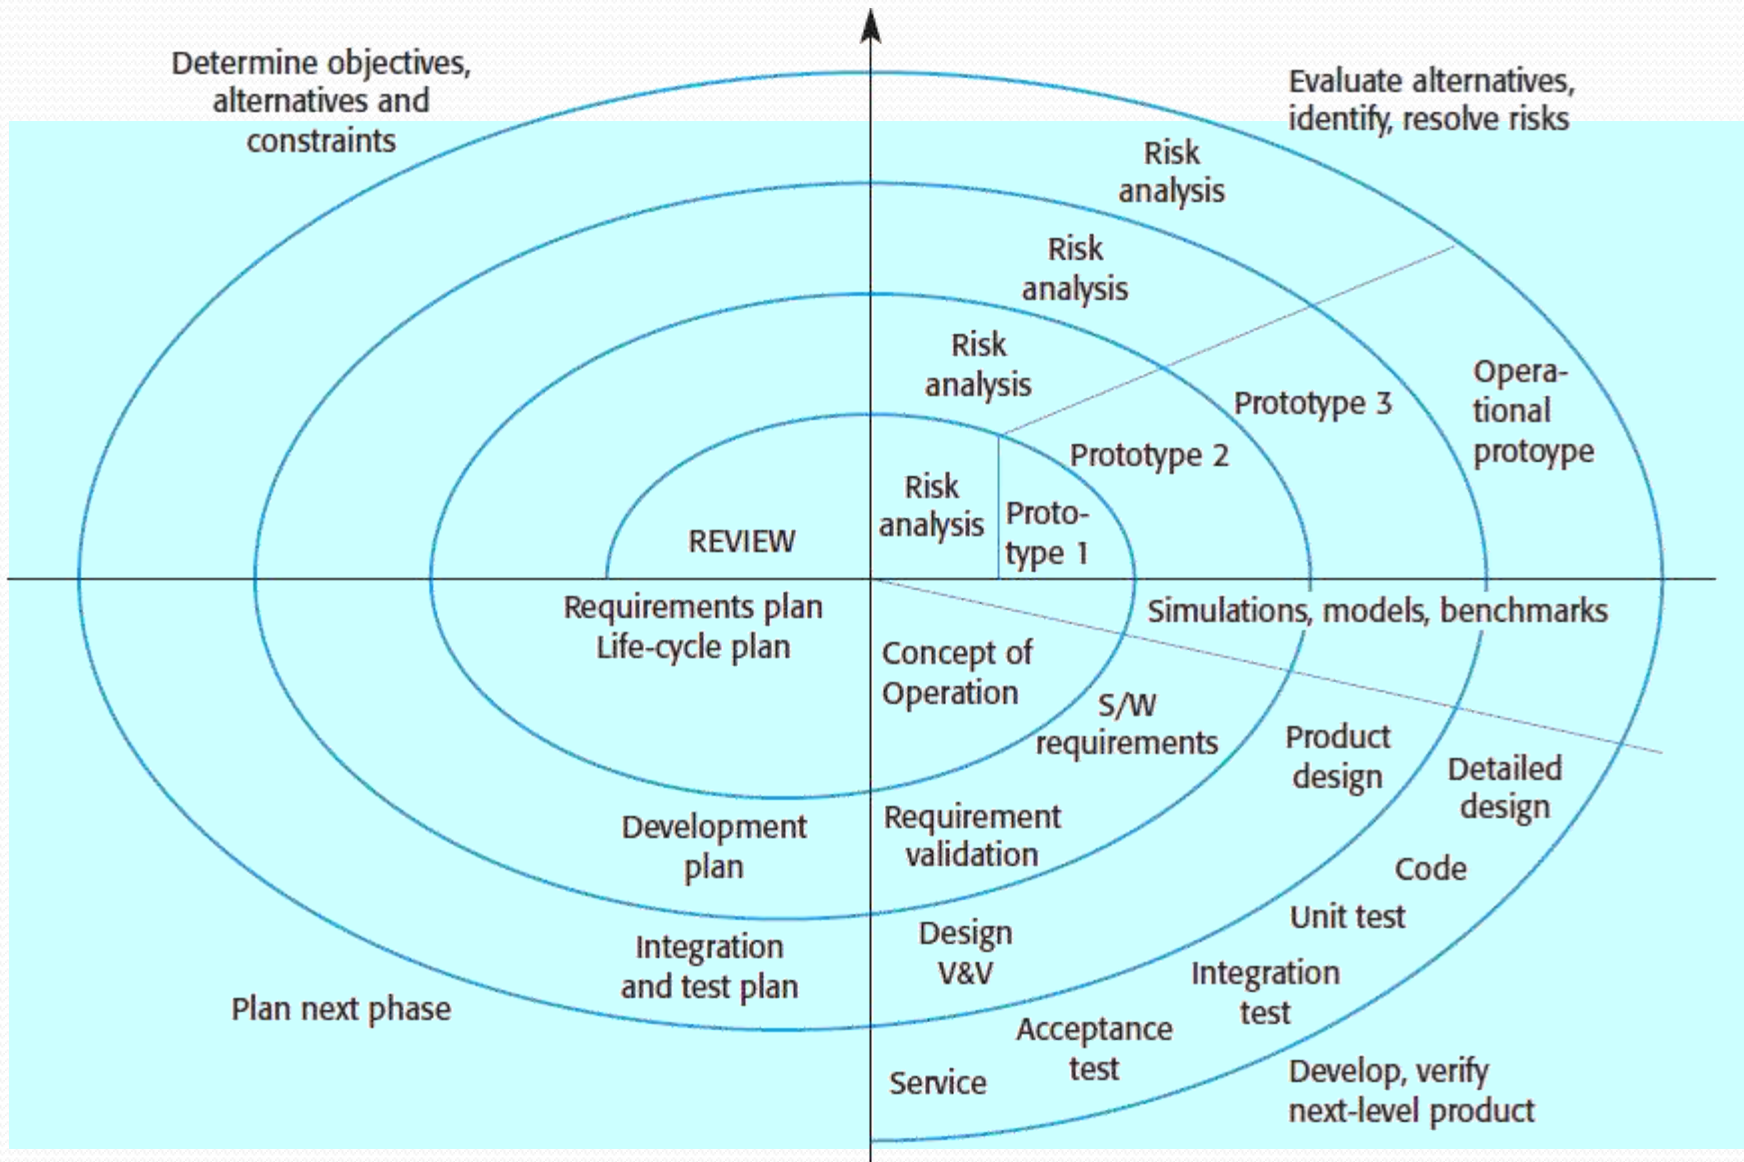 Determine objectives,
alternatives and
constraints
Evaluate alternatives,
identify, resolve risks
Risk
analysis
Risk
analysis
Risk
analysis
Risk
analysis
Opera-
tional
protoype
Prototype 3
Prototype 2
Proto-
type 1
REVIEW
Requirements plan
Life-cycle plan
Simulations, models, benchmarks
Concept of
Operation
S/W
requirements
Product
design
Detailed
design
Development
plan
Requirement
validation
Code
Unit test
Integration
and test plan
Design
V&V
Integration
test
Plan next phase
Acceptance
test
Service
Develop, verify
next-level product